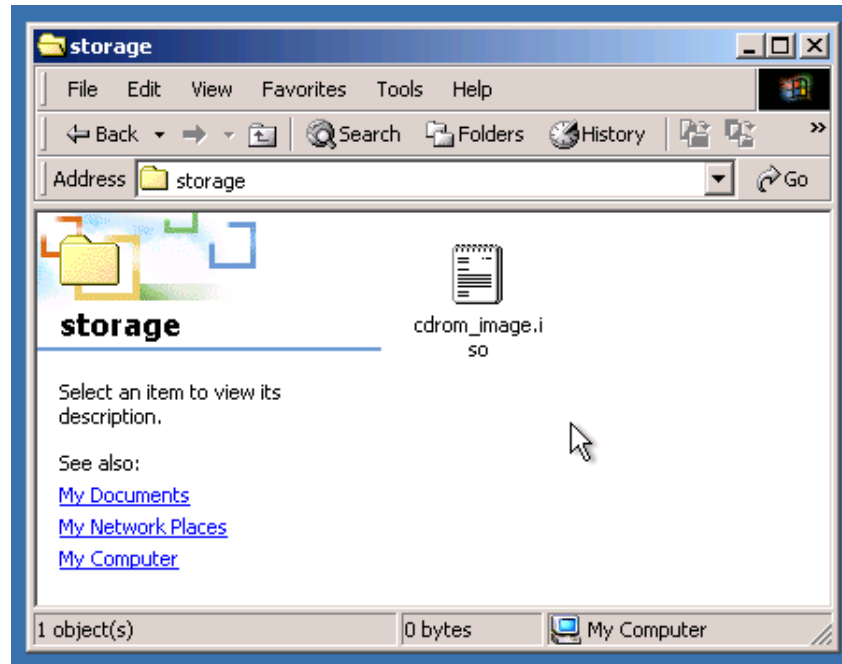 storage
File Edit View Favorites Tools Help
Back Search Folders History »
Address storage Go
storage
cdrom_image.i
so
Select an item to view its
description.
See also:
My Documents
My Network Places
My Computer
1 object(s) 0 bytes My Computer